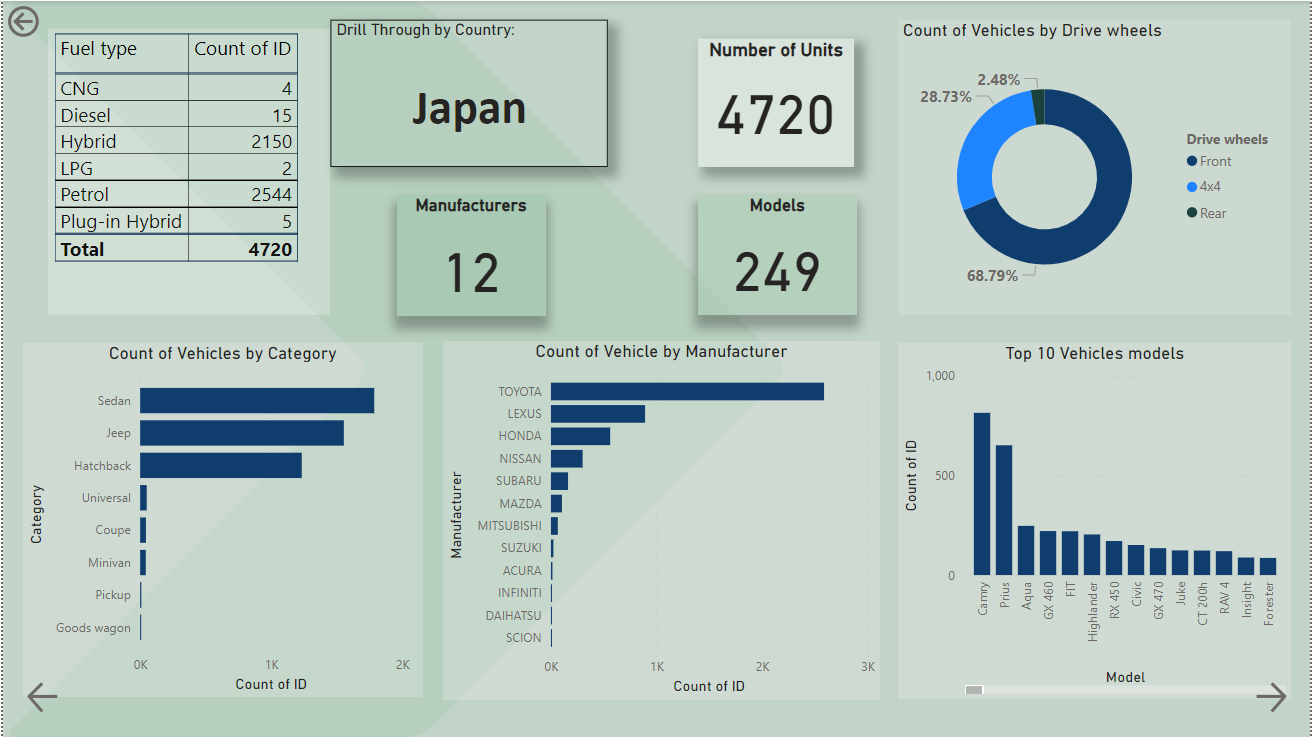 Fuel type Count of ID
CNG 4
Diesel 15
Hybrid 2150
LPG 2
Petrol 2544
Plug-in Hybrid 5
Total 4720
Drill Through by Country:
Japan
Number of Units
4720
Manufacturers
12
Models
249
Count of Vehicles by Drive wheels
2.48%
28.73%
68.79%
Drive wheels
Front
4x4
Rear
Count of Vehicles by Category
Category
Sedan
Jeep
Hatchback
Universal
Coupe
Minivan
Pickup
Goods wagon
0K 1K 2K
Count of ID
Count of Vehicle by Manufacturer
Manufacturer
TOYOTA
LEXUS
HONDA
NISSAN
SUBARU
MAZDA
MITSUBISHI
SUZUKI
ACURA
INFINITI
DAIHATSU
SCION
0K 1K 2K 3K
Count of ID
Top 10 Vehicles models
Count of ID
1,000
500
0
Camry
Prius
Aqua
GX 460
FIT
Highlander
RX 450
Civic
GX 470
Juke
CT 200h
RAV 4
Insight
Forester
Model